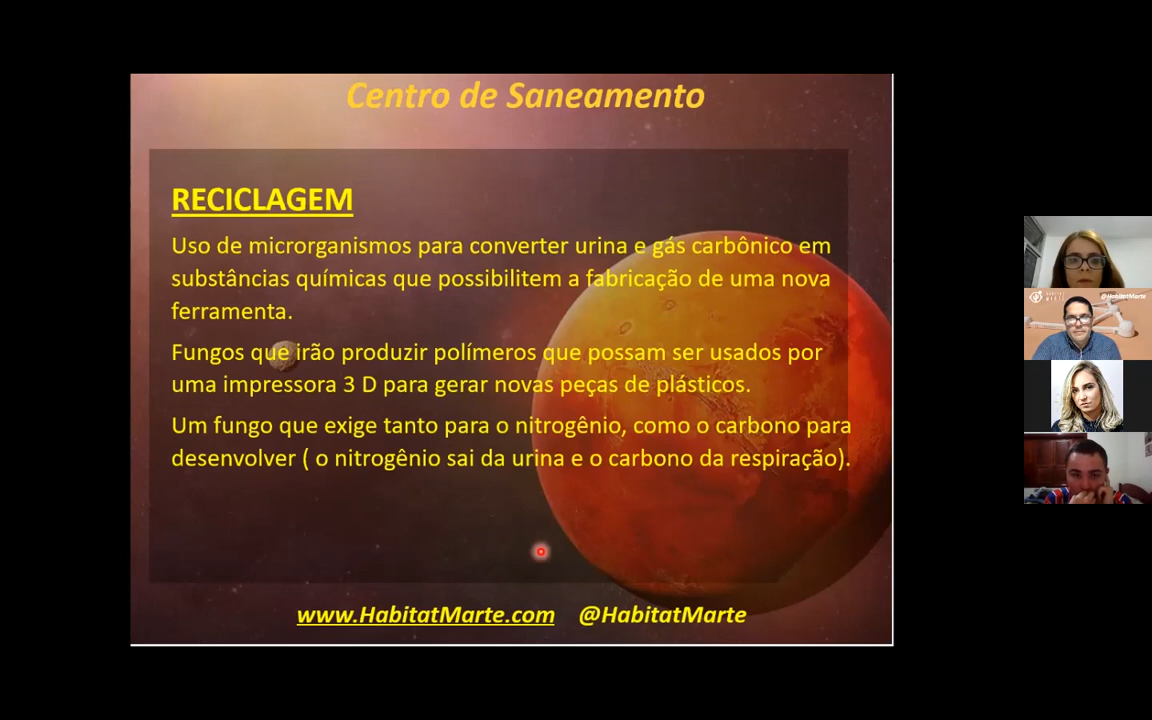 Centro de Saneamento
RECICLAGEM
Uso de microrganismos para converter urina e gás carbônico em
substâncias químicas que possibilitem a fabricação de uma nova
ferramenta.
Fungos que irão produzir polímeros que possam ser usados por
uma impressora 3 D para gerar novas peças de plásticos.
Um fungo que exige tanto para o nitrogênio, como o carbono para
desenvolver ( o nitrogênio sai da urina e o carbono da respiração).
www.HabitatMarte.com @HabitatMarte
@HabitatMarte